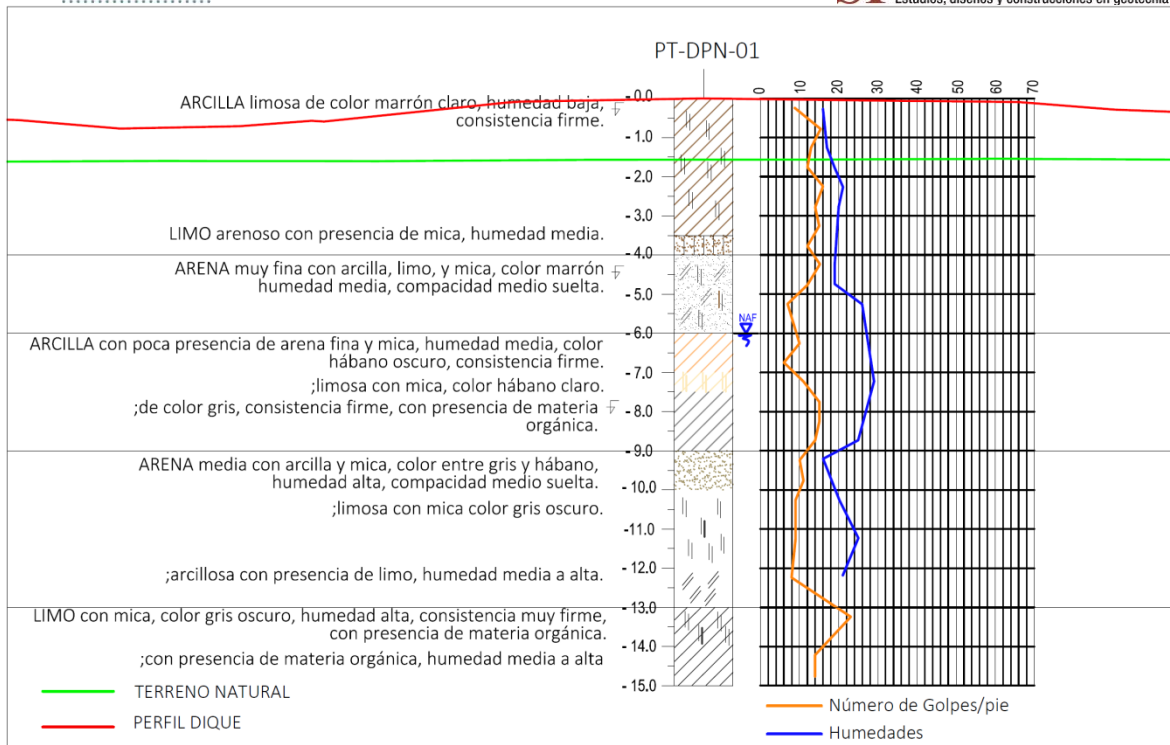 Estudios, diseños y construcciones en geotecnia
PT-DPN-01
0 10 20 30 40 50 60 70
ARCILLA limosa de color marrón claro, humedad baja,
consistencia firme.
LIMO arenoso con presencia de mica, humedad media.
ARENA muy fina con arcilla, limo, y mica, color marrón
humedad media, compacidad medio suelta.
ARCILLA con poca presencia de arena fina y mica, humedad media, color
hábano oscuro, consistencia firme.
;limosa con mica, color hábano claro.
;de color gris, consistencia firme, con presencia de materia
orgánica.
ARENA media con arcilla y mica, color entre gris y hábano,
humedad alta, compacidad medio suelta.
;limosa con mica color gris oscuro.
;arcillosa con presencia de limo, humedad media a alta.
LIMO con mica, color gris oscuro, humedad alta, consistencia muy firme,
con presencia de materia orgánica.
;con presencia de materia orgánica, humedad media a alta
- 0.0
- 1.0
- 2.0
- 3.0
- 4.0
- 5.0
- 6.0
- 7.0
- 8.0
- 9.0
- 10.0
- 11.0
- 12.0
- 13.0
- 14.0
- 15.0
NAF
TERRENO NATURAL
PERFIL DIQUE
Número de Golpes/pie
Humedades